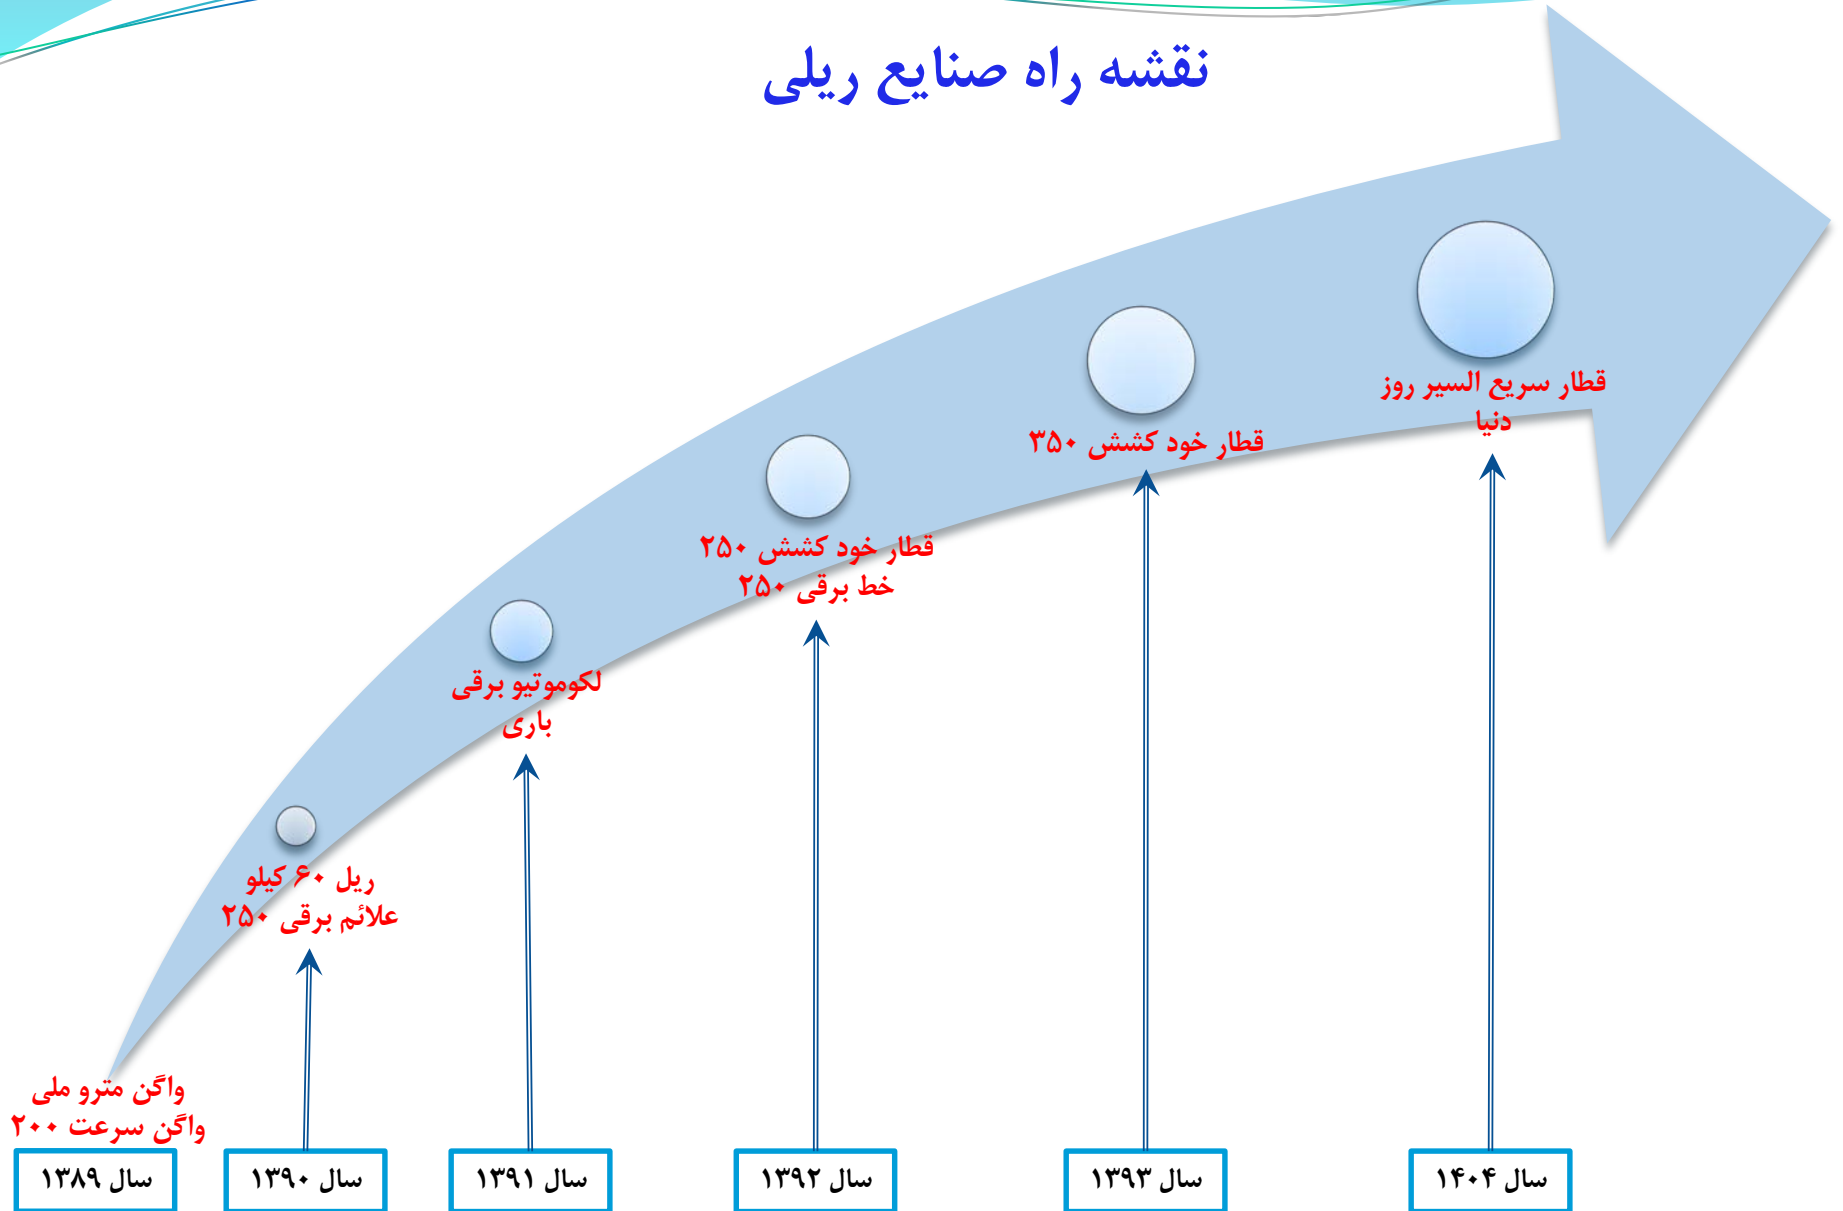 نقشه راه صنایع ریلی
قطار سریع السیر روز
دنیا
قطار خود کشش ۳۵۰
قطار خود کشش ۲۵۰
خط برقی ۲۵۰
لکوموتیو برقی
باری
ریل ۶۰ کیلو
علائم برقی ۲۵۰
واگن مترو ملی
واگن سرعت ۲۰۰
سال ۱۳۸۹
سال ۱۳۹۰
سال ۱۳۹۱
سال ۱۳۹۲
سال ۱۳۹۳
سال ۱۴۰۴